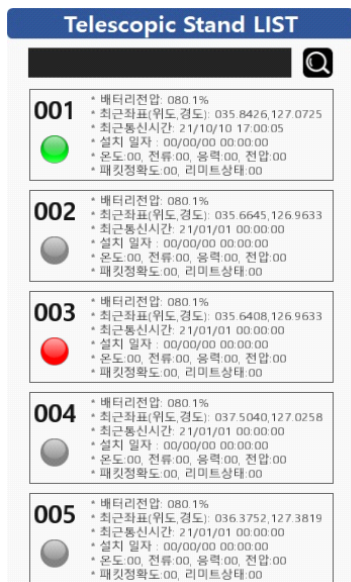 Telescopic Stand LIST
001
* 배터리전압: 080.1%
* 최근좌표(위도,경도): 035.8426,127.0725
* 최근통신시간: 21/10/10 17:00:05
* 설치 일자 : 00/00/00 00:00:00
* 온도:00, 전류:00, 응력:00, 전압:00
* 패킷정확도:00, 리미트상태:00
002
* 배터리전압: 080.1%
* 최근좌표(위도,경도): 035.6645,126.9633
* 최근통신시간: 21/01/01 00:00:00
* 설치 일자 : 00/00/00 00:00:00
* 온도:00, 전류:00, 응력:00, 전압:00
* 패킷정확도:00, 리미트상태:00
003
* 배터리전압: 080.1%
* 최근좌표(위도,경도): 035.6408,126.9633
* 최근통신시간: 21/01/01 00:00:00
* 설치 일자 : 00/00/00 00:00:00
* 온도:00, 전류:00, 응력:00, 전압:00
* 패킷정확도:00, 리미트상태:00
004
* 배터리전압: 080.1%
* 최근좌표(위도,경도): 037.5040,127.0258
* 최근통신시간: 21/01/01 00:00:00
* 설치 일자 : 00/00/00 00:00:00
* 온도:00, 전류:00, 응력:00, 전압:00
* 패킷정확도:00, 리미트상태:00
005
* 배터리전압: 080.1%
* 최근좌표(위도,경도): 036.3752,127.3819
* 최근통신시간: 21/01/01 00:00:00
* 설치 일자 : 00/00/00 00:00:00
* 온도:00, 전류:00, 응력:00, 전압:00
* 패킷정확도:00, 리미트상태:00